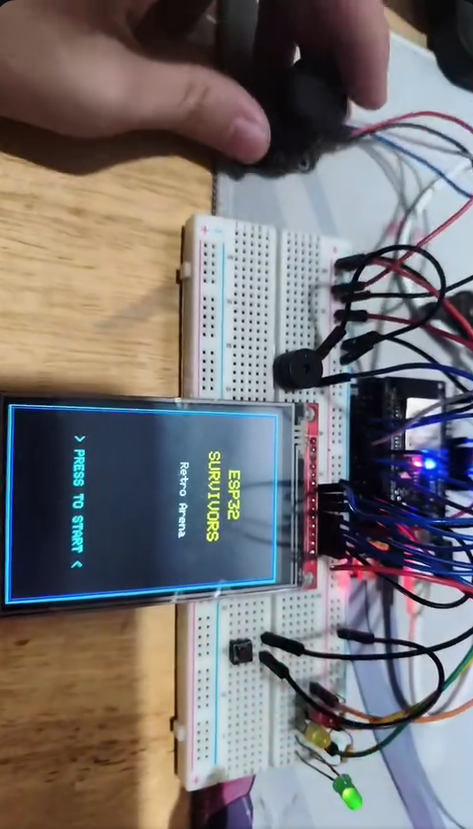 ESP32
SURVIVORS
Retro Arena
> PRESS TO START <